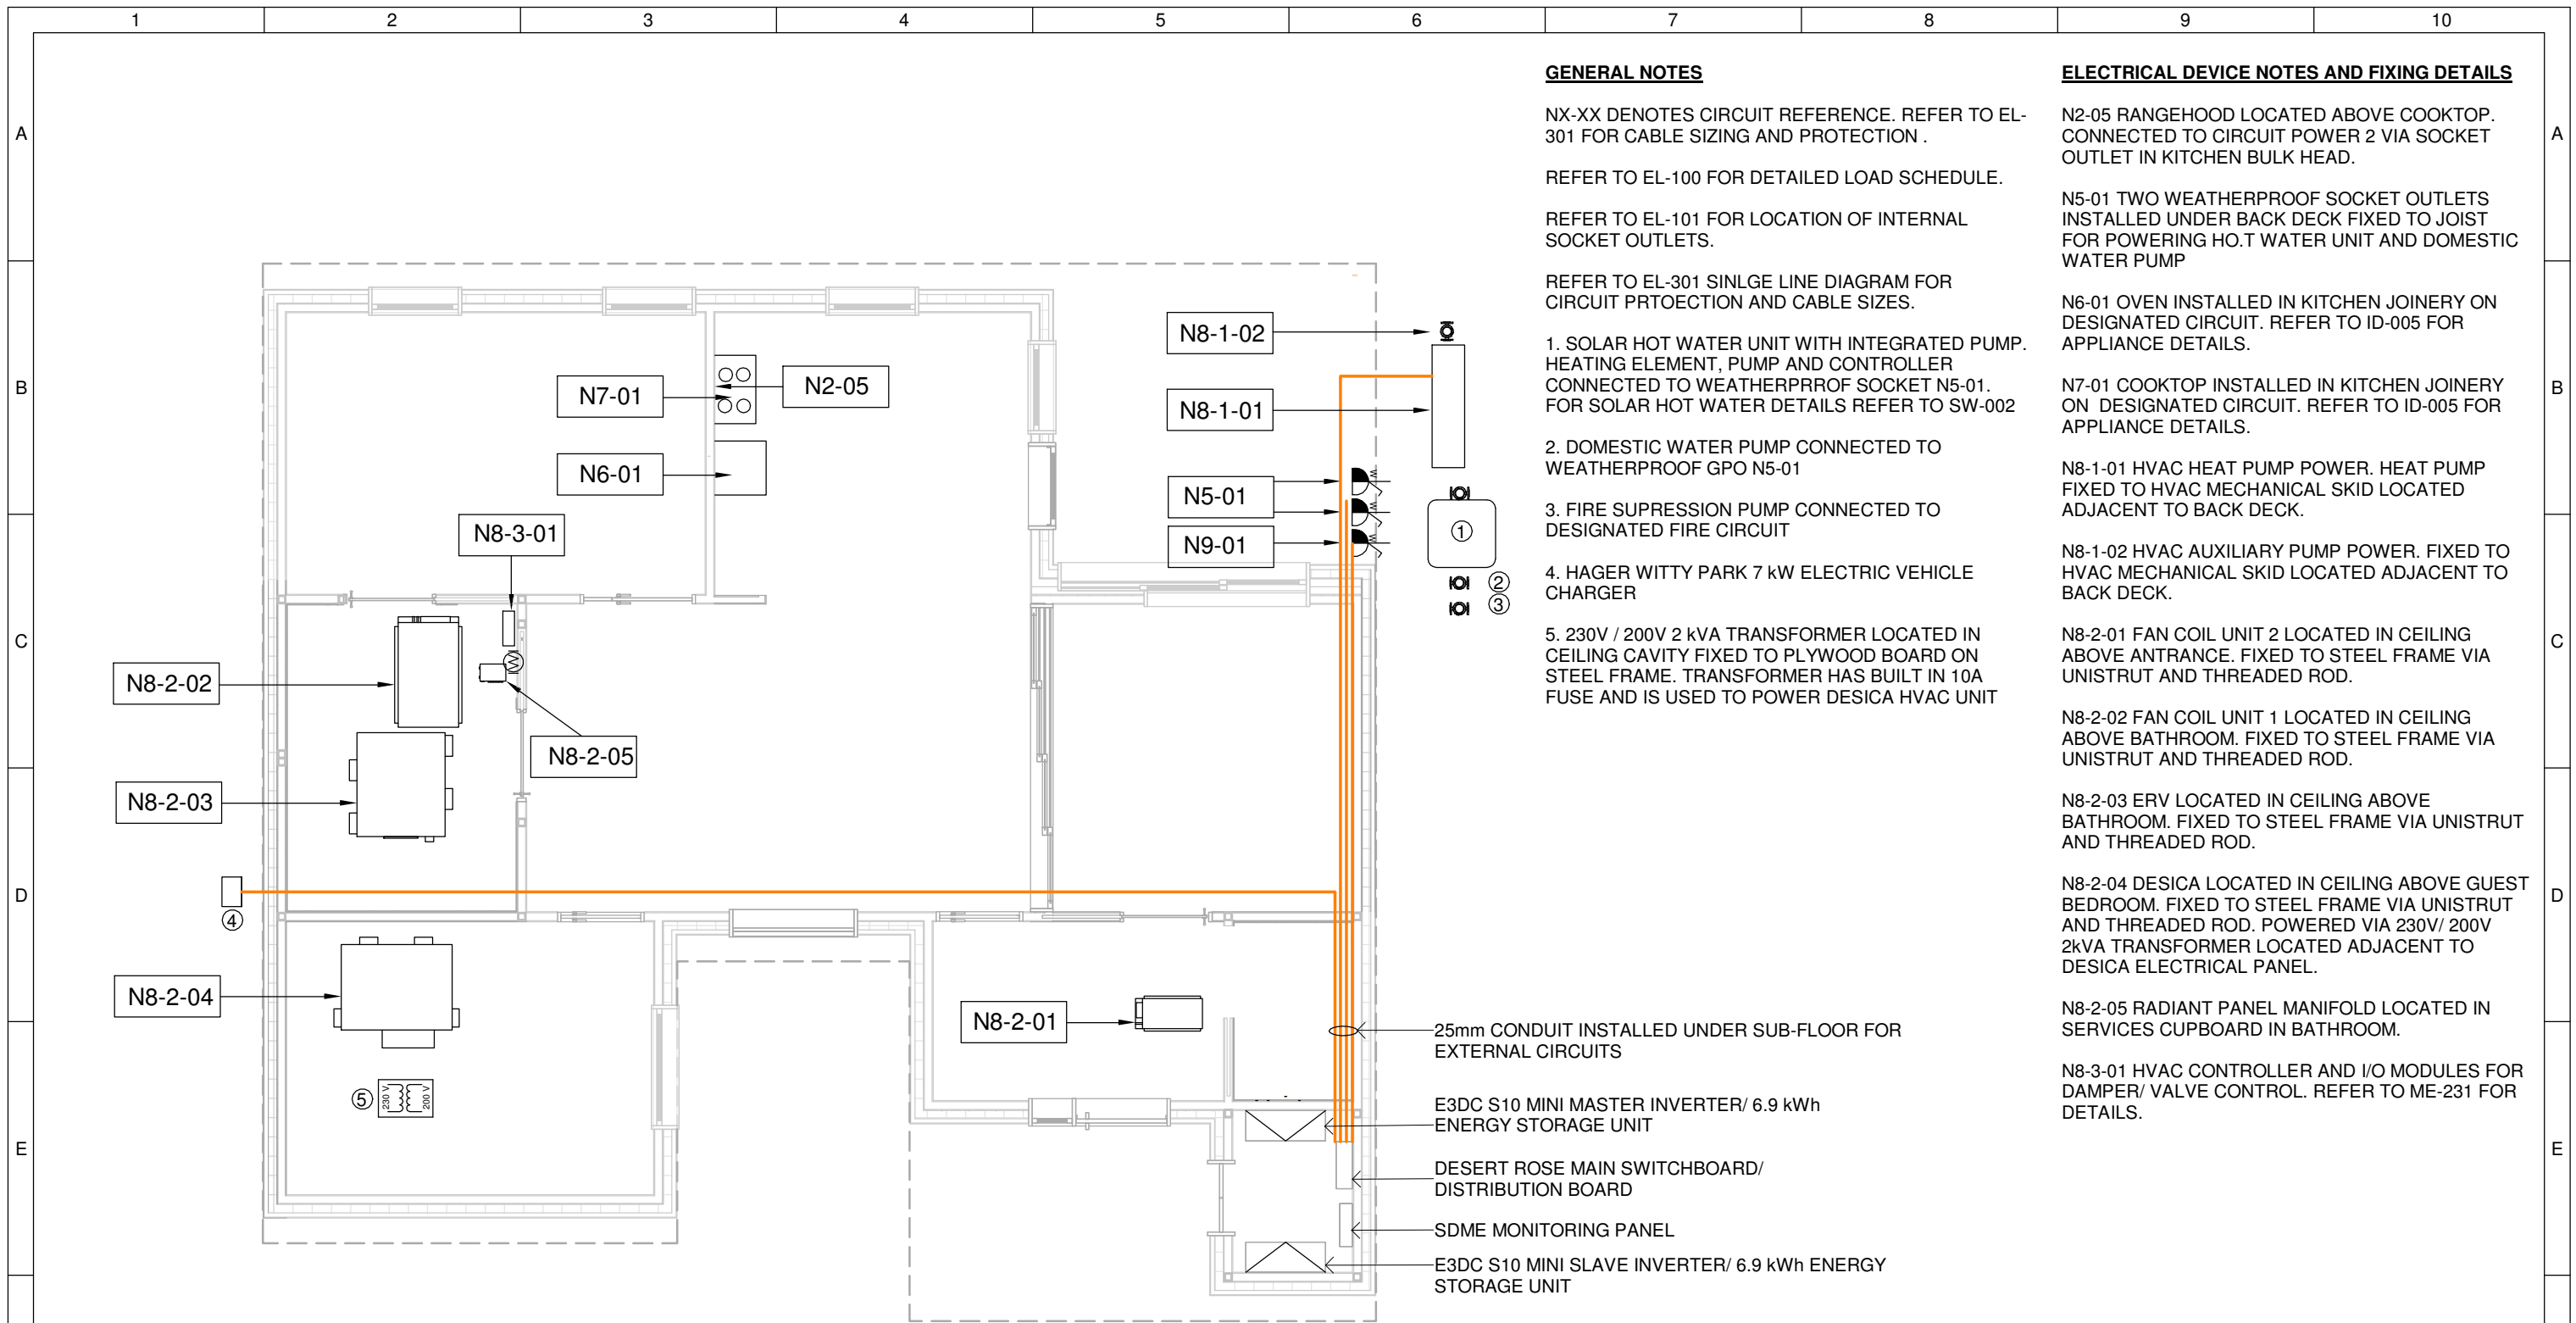 1 2 3 4 5 6 7 8 9 10
A
B
C
D
E
A
B
C
D
E
N7-01
N2-05
N6-01
N8-3-01
N8-2-02
N8-2-05
N8-2-03
④
N8-2-04
⑤
230 V
200 V
N8-2-01
N8-1-02
N8-1-01
N5-01
N9-01
①
②
③
25mm CONDUIT INSTALLED UNDER SUB-FLOOR FOR
EXTERNAL CIRCUITS
E3DC S10 MINI MASTER INVERTER/ 6.9 kWh
ENERGY STORAGE UNIT
DESERT ROSE MAIN SWITCHBOARD/
DISTRIBUTION BOARD
SDME MONITORING PANEL
E3DC S10 MINI SLAVE INVERTER/ 6.9 kWh ENERGY
STORAGE UNIT
GENERAL NOTES
NX-XX DENOTES CIRCUIT REFERENCE. REFER TO EL-
301 FOR CABLE SIZING AND PROTECTION .
REFER TO EL-100 FOR DETAILED LOAD SCHEDULE.
REFER TO EL-101 FOR LOCATION OF INTERNAL
SOCKET OUTLETS.
REFER TO EL-301 SINLGE LINE DIAGRAM FOR
CIRCUIT PRTOECTION AND CABLE SIZES.
1. SOLAR HOT WATER UNIT WITH INTEGRATED PUMP.
HEATING ELEMENT, PUMP AND CONTROLLER
CONNECTED TO WEATHERPRROF SOCKET N5-01.
FOR SOLAR HOT WATER DETAILS REFER TO SW-002
2. DOMESTIC WATER PUMP CONNECTED TO
WEATHERPROOF GPO N5-01
3. FIRE SUPRESSION PUMP CONNECTED TO
DESIGNATED FIRE CIRCUIT
4. HAGER WITTY PARK 7 kW ELECTRIC VEHICLE
CHARGER
5. 230V / 200V 2 kVA TRANSFORMER LOCATED IN
CEILING CAVITY FIXED TO PLYWOOD BOARD ON
STEEL FRAME. TRANSFORMER HAS BUILT IN 10A
FUSE AND IS USED TO POWER DESICA HVAC UNIT
ELECTRICAL DEVICE NOTES AND FIXING DETAILS
N2-05 RANGEHOOD LOCATED ABOVE COOKTOP.
CONNECTED TO CIRCUIT POWER 2 VIA SOCKET
OUTLET IN KITCHEN BULK HEAD.
N5-01 TWO WEATHERPROOF SOCKET OUTLETS
INSTALLED UNDER BACK DECK FIXED TO JOIST
FOR POWERING HO.T WATER UNIT AND DOMESTIC
WATER PUMP
N6-01 OVEN INSTALLED IN KITCHEN JOINERY ON
DESIGNATED CIRCUIT. REFER TO ID-005 FOR
APPLIANCE DETAILS.
N7-01 COOKTOP INSTALLED IN KITCHEN JOINERY
ON DESIGNATED CIRCUIT. REFER TO ID-005 FOR
APPLIANCE DETAILS.
N8-1-01 HVAC HEAT PUMP POWER. HEAT PUMP
FIXED TO HVAC MECHANICAL SKID LOCATED
ADJACENT TO BACK DECK.
N8-1-02 HVAC AUXILIARY PUMP POWER. FIXED TO
HVAC MECHANICAL SKID LOCATED ADJACENT TO
BACK DECK.
N8-2-01 FAN COIL UNIT 2 LOCATED IN CEILING
ABOVE ANTRANCE. FIXED TO STEEL FRAME VIA
UNISTRUT AND THREADED ROD.
N8-2-02 FAN COIL UNIT 1 LOCATED IN CEILING
ABOVE BATHROOM. FIXED TO STEEL FRAME VIA
UNISTRUT AND THREADED ROD.
N8-2-03 ERV LOCATED IN CEILING ABOVE
BATHROOM. FIXED TO STEEL FRAME VIA UNISTRUT
AND THREADED ROD.
N8-2-04 DESICA LOCATED IN CEILING ABOVE GUEST
BEDROOM. FIXED TO STEEL FRAME VIA UNISTRUT
AND THREADED ROD. POWERED VIA 230V/ 200V
2kVA TRANSFORMER LOCATED ADJACENT TO
DESICA ELECTRICAL PANEL.
N8-2-05 RADIANT PANEL MANIFOLD LOCATED IN
SERVICES CUPBOARD IN BATHROOM.
N8-3-01 HVAC CONTROLLER AND I/O MODULES FOR
DAMPER/ VALVE CONTROL. REFER TO ME-231 FOR
DETAILS.